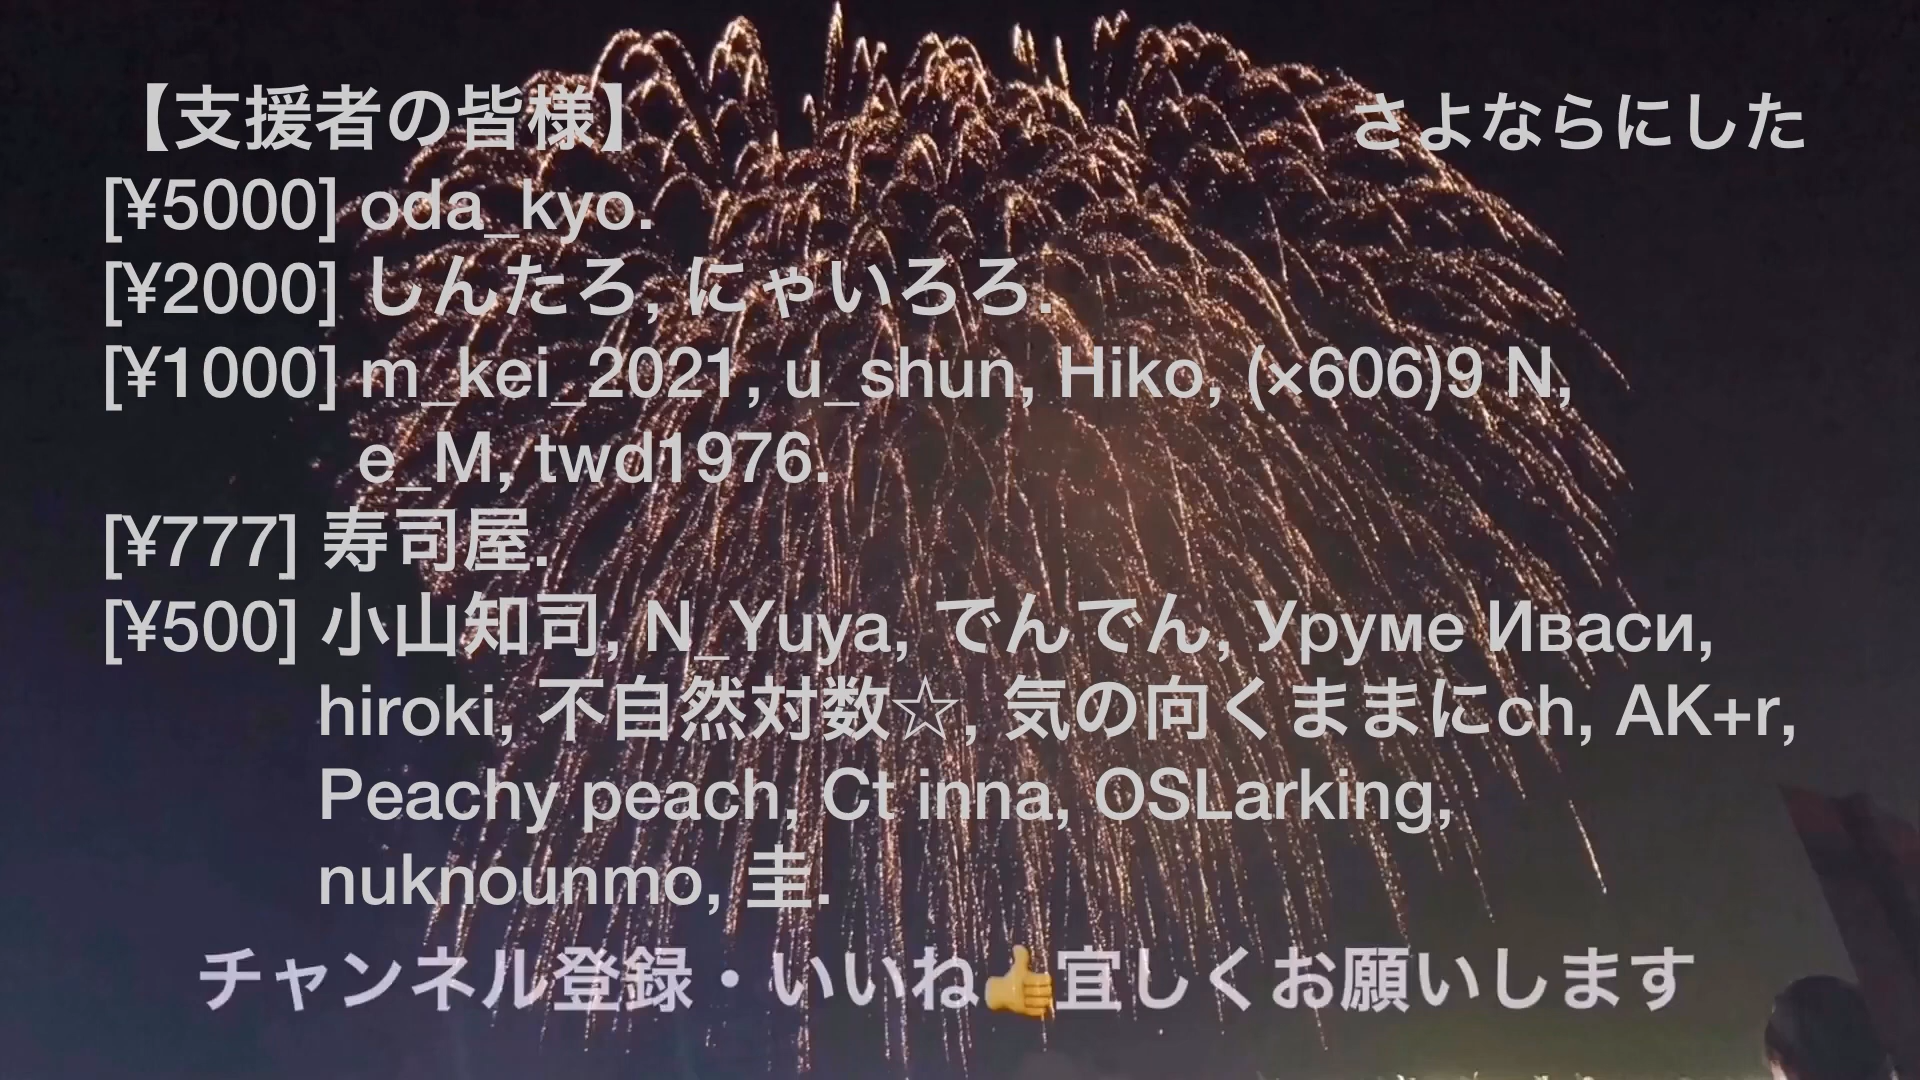 【支援者の皆様】
さよならにした
[¥5000] oda_kyo.
[¥2000] しんたろ, にゃいろろ.
[¥1000] m_kei_2021, u_shun, Hiko, (×606)9 N,
e_M, twd1976.
[¥777] 寿司屋.
[¥500] 小山知司, N_Yuya, でんでん, Уруме Иваси,
hiroki, 不自然対数☆, 気の向くままにch, AK+r,
Peachy peach, Ct inna, OSLarking,
nuknounmo, 圭.
チャンネル登録・いいね👍宜しくお願いします